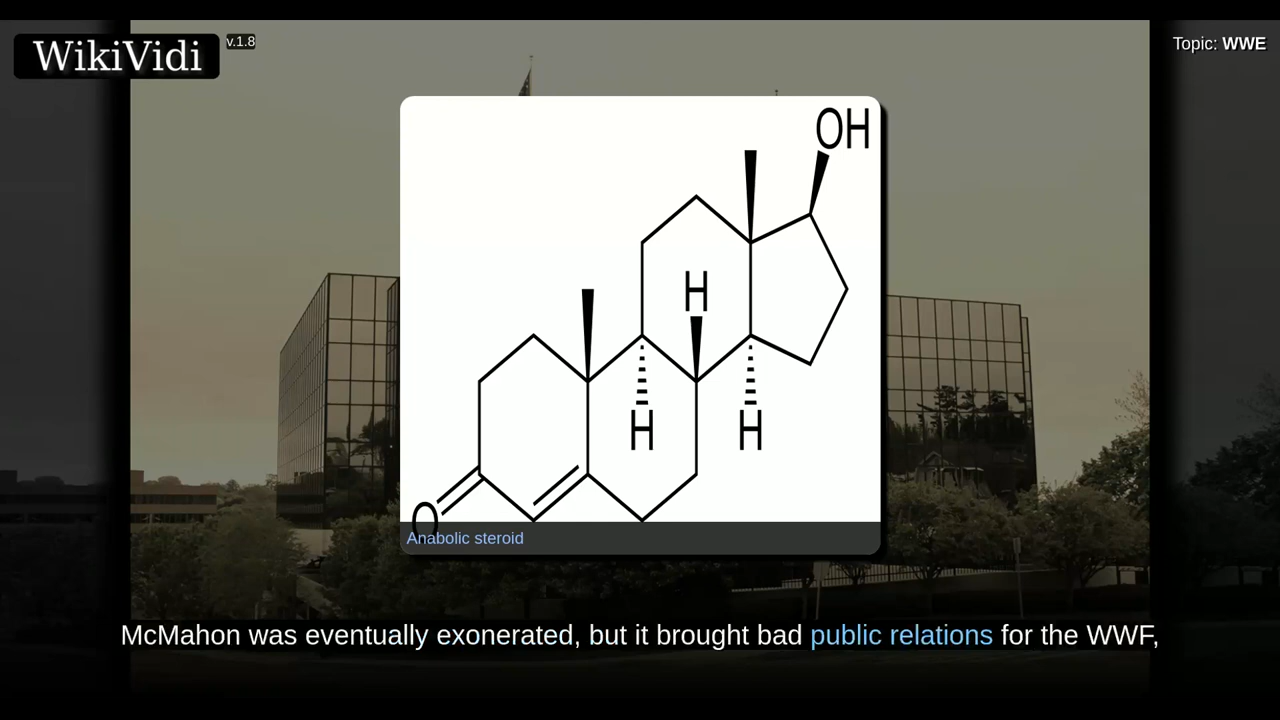 WikiVidi
v.1.8
Topic: WWE
OH
H
H
H
O
Anabolic steroid
McMahon was eventually exonerated, but it brought bad public relations for the WWF,